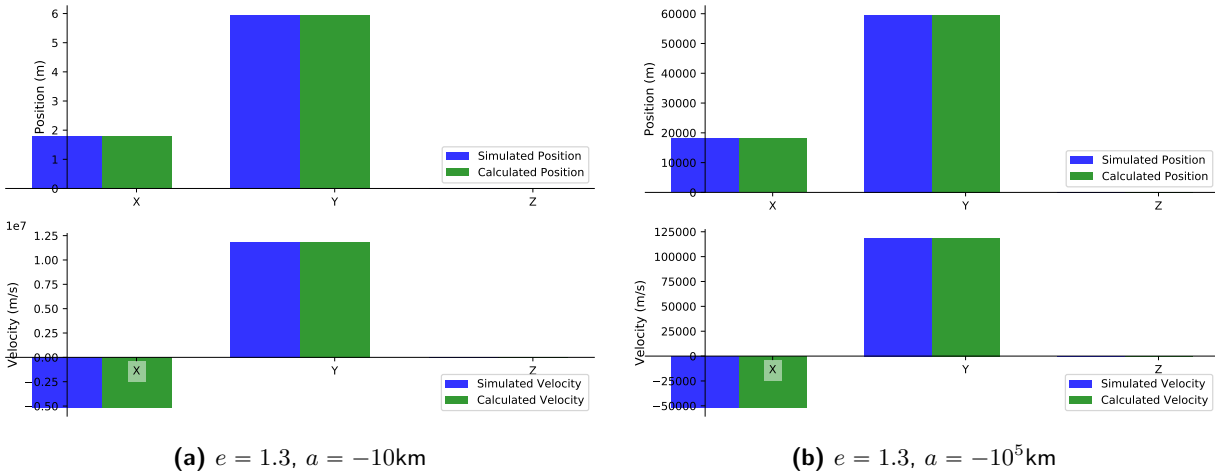 6
5
4
3
2
1
0
Position (m)
Simulated Position
Calculated Position
X
Y
Z
1e7
1.25
1.00
0.75
0.50
0.25
0.00
−0.25
−0.50
Velocity (m/s)
X
Y
Z
Simulated Velocity
Calculated Velocity
(a) e = 1.3, a = −10km
60000
50000
40000
30000
20000
10000
0
Position (m)
Simulated Position
Calculated Position
X
Y
Z
125000
100000
75000
50000
25000
0
−25000
−50000
Velocity (m/s)
X
Y
Z
Simulated Velocity
Calculated Velocity
(b) e = 1.3, a = −10⁵km